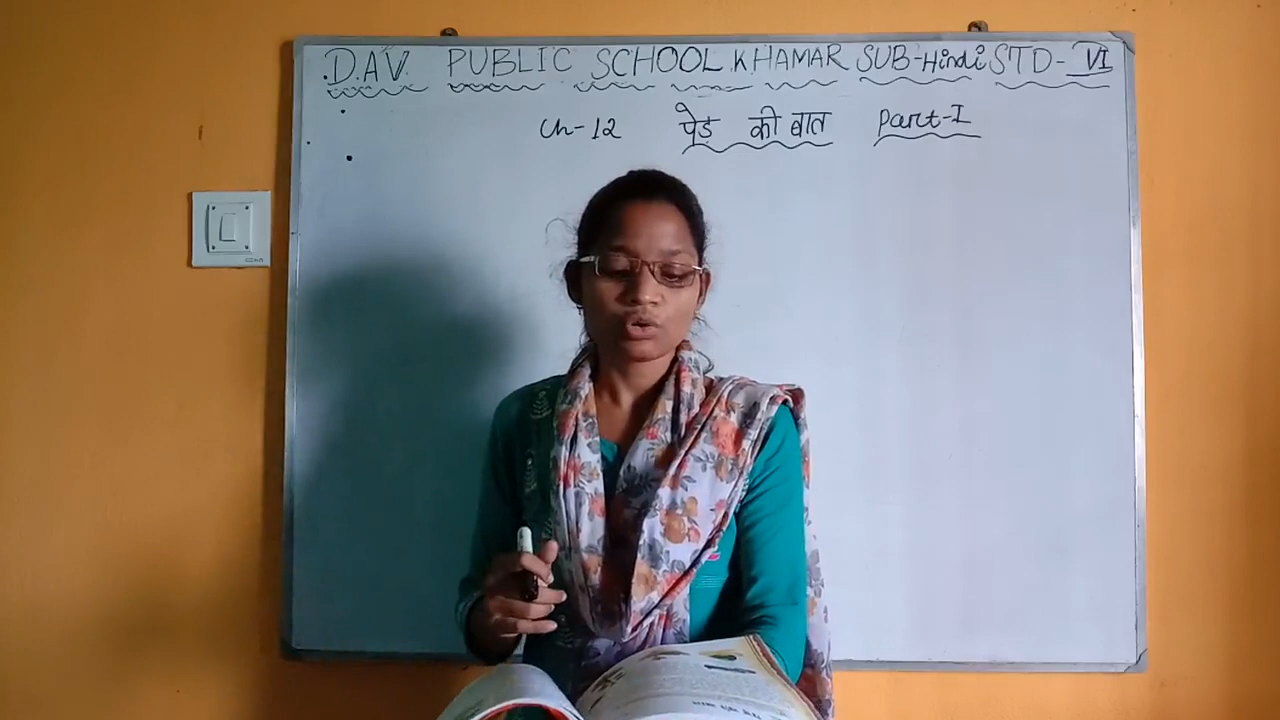 D.A.V. PUBLIC SCHOOL KHAMAR SUB-Hindi STD- VI
Ch-12 पेड़ की बात Part-I